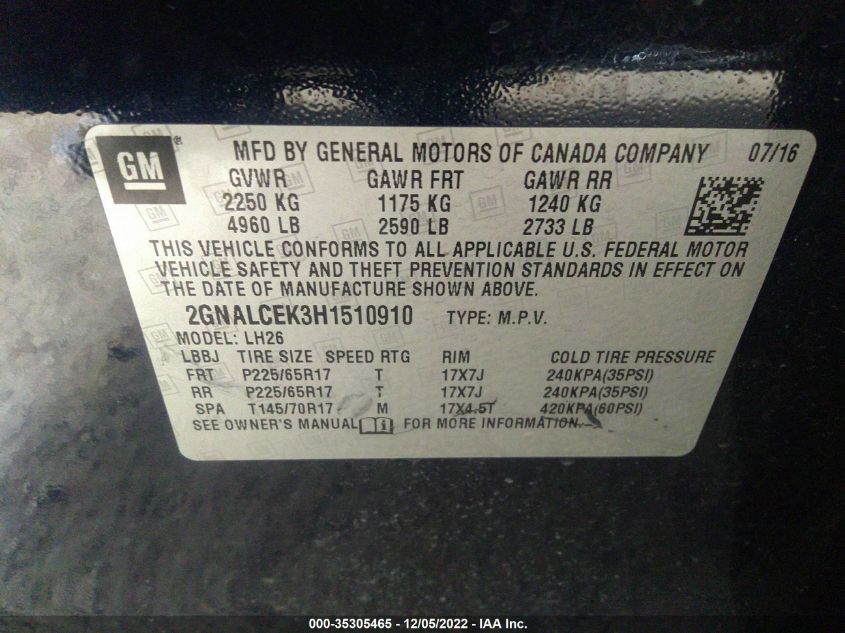 GM ® MFD BY GENERAL MOTORS OF CANADA COMPANY 07/16
GVWR GAWR FRT GAWR RR
2250 KG 1175 KG 1240 KG
4960 LB 2590 LB 2733 LB
THIS VEHICLE CONFORMS TO ALL APPLICABLE U.S. FEDERAL MOTOR
VEHICLE SAFETY AND THEFT PREVENTION STANDARDS IN EFFECT ON
THE DATE OF MANUFACTURE SHOWN ABOVE.
2GNALCEK3H1510910 TYPE: M.P.V.
MODEL: LH26
LBBJ TIRE SIZE SPEED RTG RIM COLD TIRE PRESSURE
FRT P225/65R17 T 17X7J 240KPA(35PSI)
RR P225/65R17 T 17X7J 240KPA(35PSI)
SPA T145/70R17 M 17X4.5T 420KPA(60PSI)
SEE OWNER'S MANUAL i FOR MORE INFORMATION.
000-35305465 - 12/05/2022 - IAA Inc.